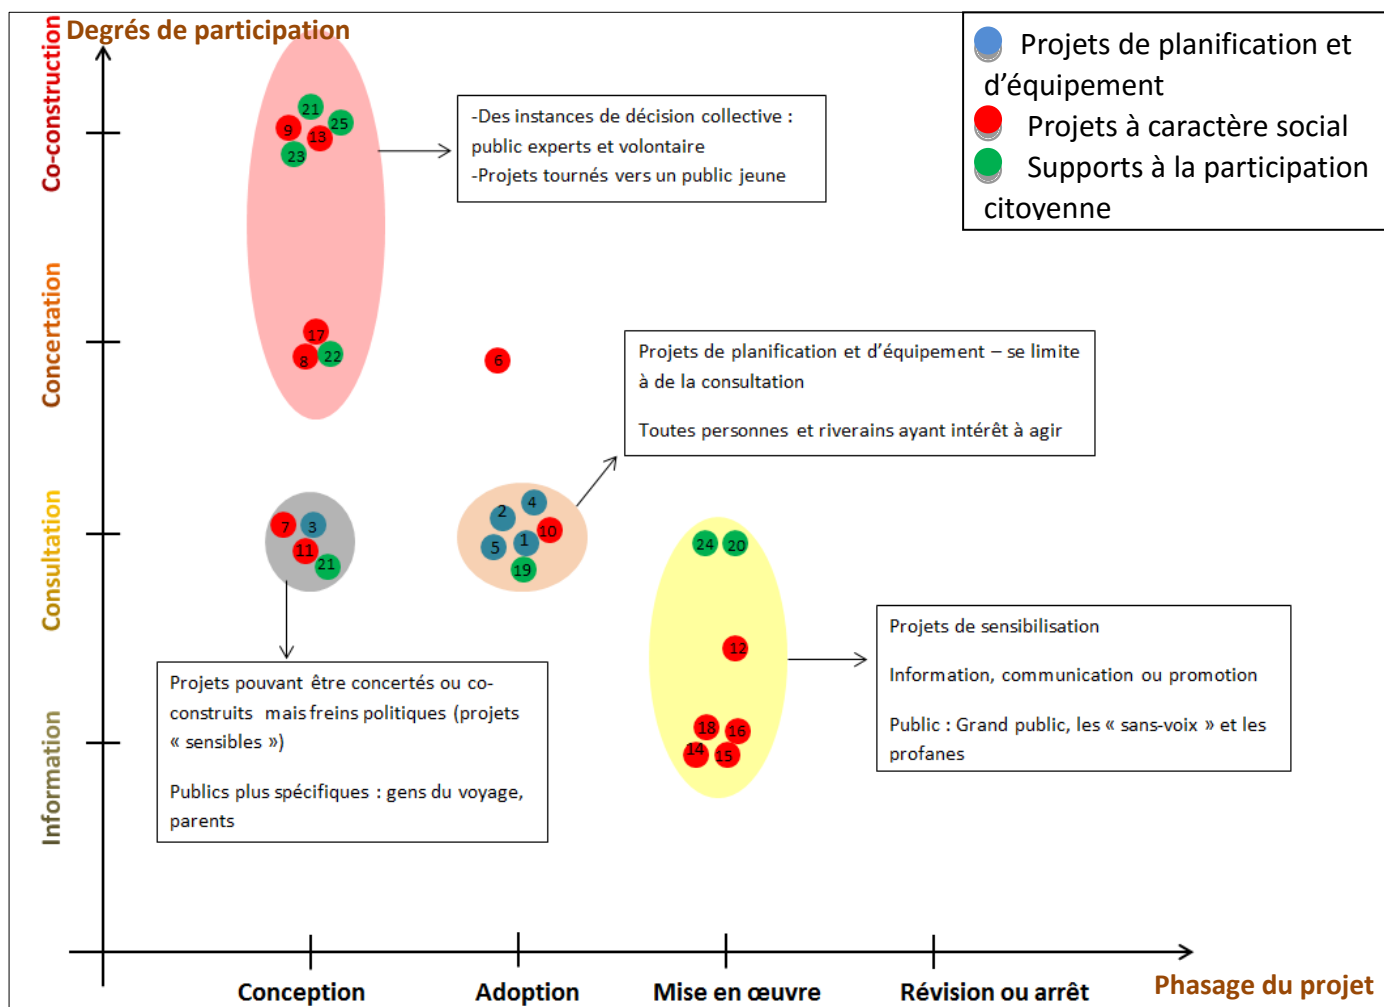 Degrés de participation
Projets de planification et
d'équipement
Projets à caractère social
Supports à la participation
citoyenne
Co-construction
Concertation
Consultation
Information
21
25
9
13
23
-Des instances de décision collective :
public experts et volontaire
-Projets tournés vers un public jeune
17
8
22
6
Projets de planification et d'équipement – se limite
à de la consultation
Toutes personnes et riverains ayant intérêt à agir
7
3
11
21
4
2
10
1
5
19
24
20
12
18
16
14
15
Projets pouvant être concertés ou co-
construits mais freins politiques (projets
« sensibles »)
Publics plus spécifiques : gens du voyage,
parents
Projets de sensibilisation
Information, communication ou promotion
Public : Grand public, les « sans-voix » et les
profanes
Conception
Adoption
Mise en œuvre
Révision ou arrêt
Phasage du projet